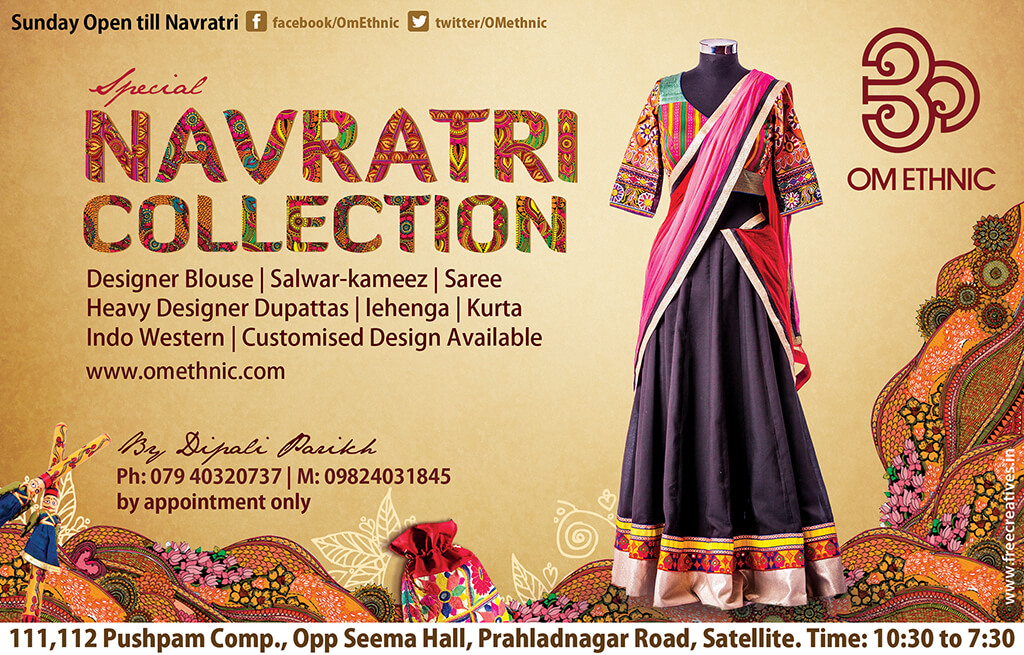 Sunday Open till Navratri facebook/OmEthnic twitter/OMethnic
Special
NAVRATRI
COLLECTION
Designer Blouse | Salwar-kameez | Saree
Heavy Designer Dupattas | lehenga | Kurta
Indo Western | Customised Design Available
www.omethnic.com
By Dipali Parikh
Ph: 079 40320737 | M: 09824031845
by appointment only
OM ETHNIC
www.freecreatives.in
111,112 Pushpam Comp., Opp Seema Hall, Prahladnagar Road, Satellite. Time: 10:30 to 7:30